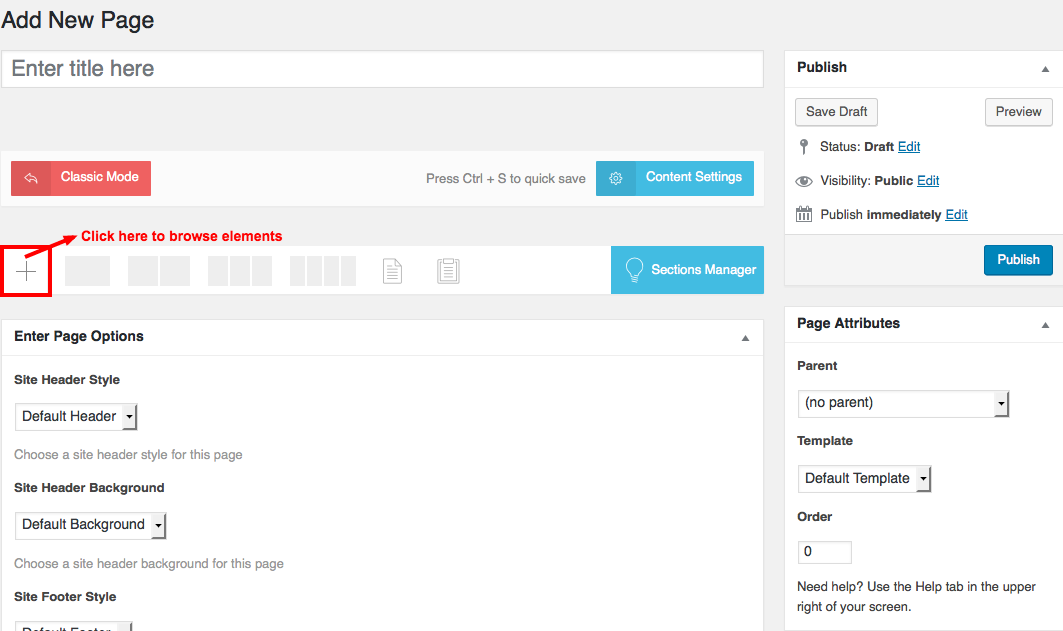 Add New Page
Enter title here
Classic Mode
Press Ctrl + S to quick save
Content Settings
Click here to browse elements
Sections Manager
Enter Page Options
Site Header Style
Default Header
Choose a site header style for this page
Site Header Background
Default Background
Choose a site header background for this page
Site Footer Style
Default Footer
Publish
Save Draft
Preview
Status: Draft Edit
Visibility: Public Edit
Publish immediately Edit
Publish
Page Attributes
Parent
(no parent)
Template
Default Template
Order
0
Need help? Use the Help tab in the upper
right of your screen.